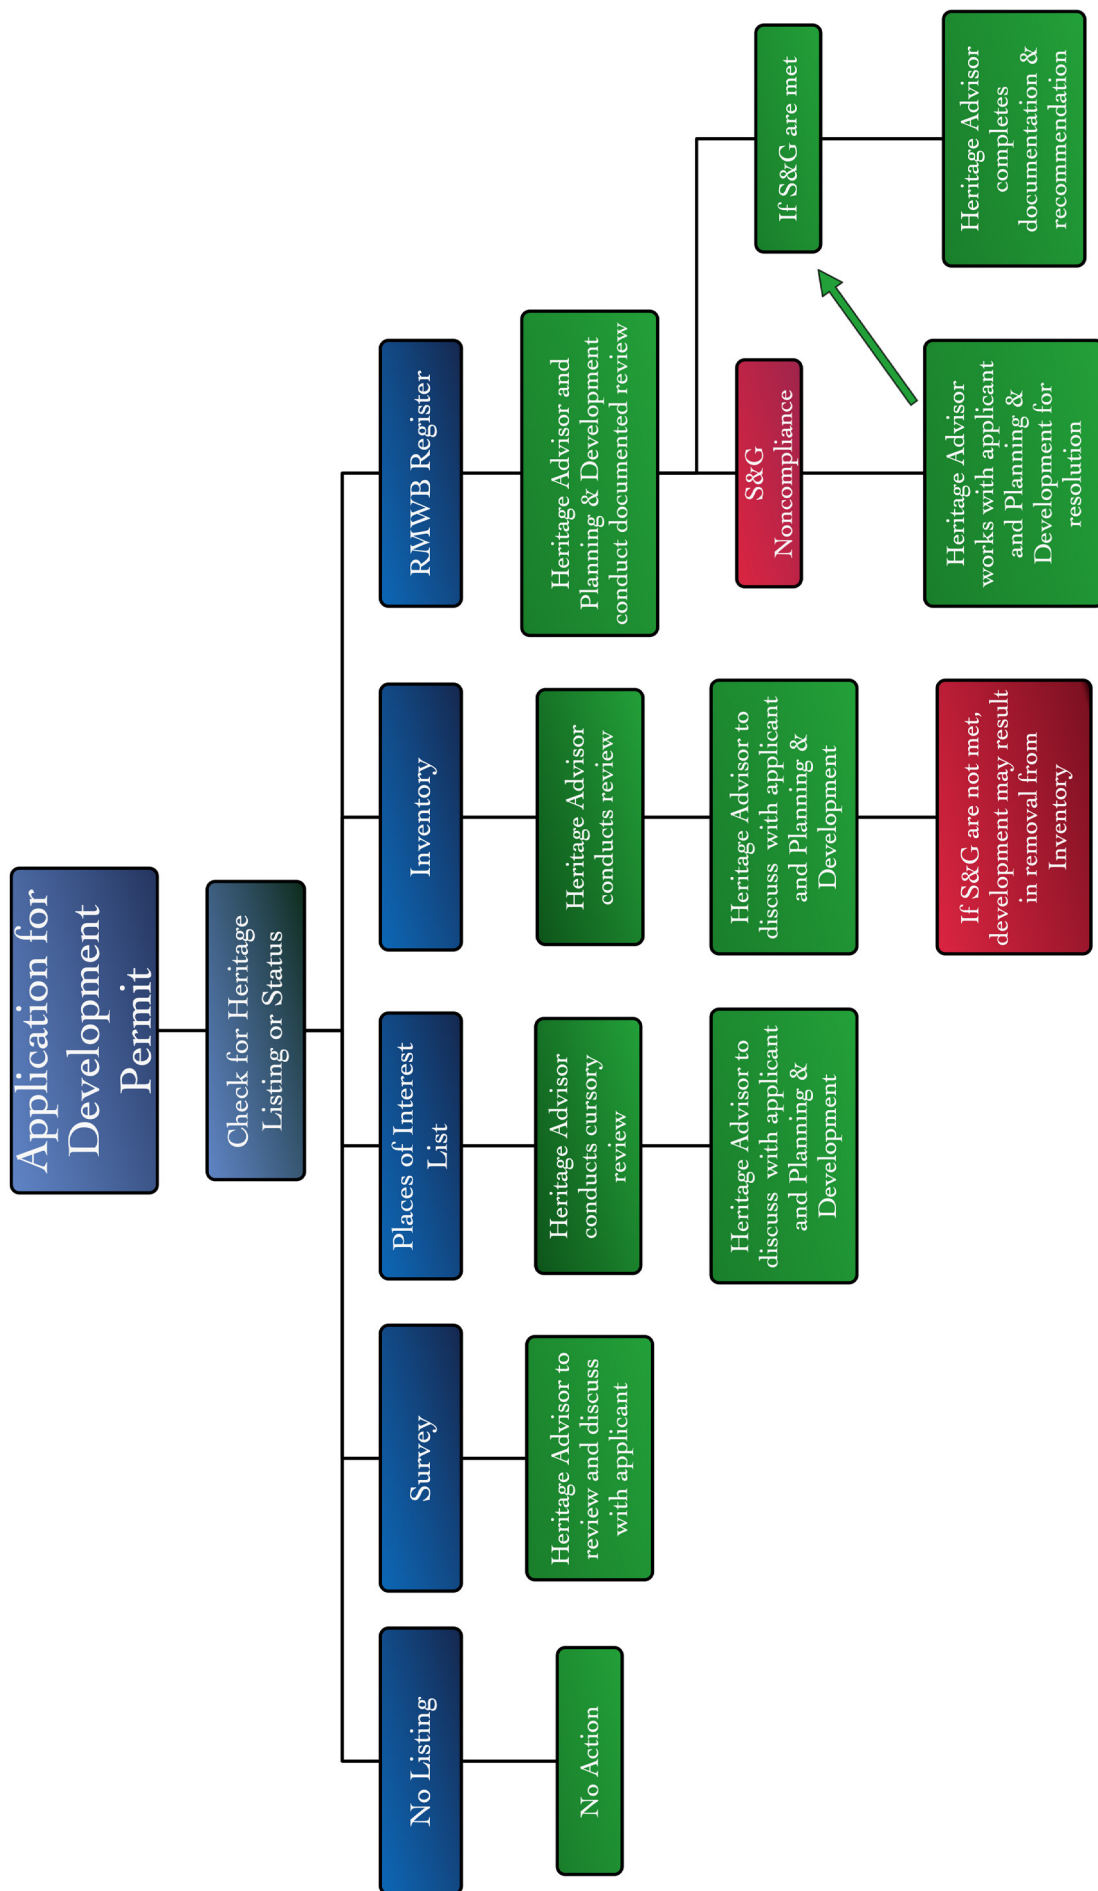 Application for
Development
Permit
Check for Heritage
Listing or Status
No Listing
Survey
Places of Interest
List
Inventory
RMWB Register
No Action
Heritage Advisor to
review and discuss
with applicant
Heritage Advisor
conducts cursory
review
Heritage Advisor
conducts review
Heritage Advisor and
Planning & Development
conduct documented review
Heritage Advisor to
discuss with applicant
and Planning &
Development
Heritage Advisor to
discuss with applicant
and Planning &
Development
S&G
Noncompliance
If S&G are met
If S&G are not met,
development may result
in removal from
Inventory
Heritage Advisor
works with applicant
and Planning &
Development for
resolution
Heritage Advisor
completes
documentation &
recommendation